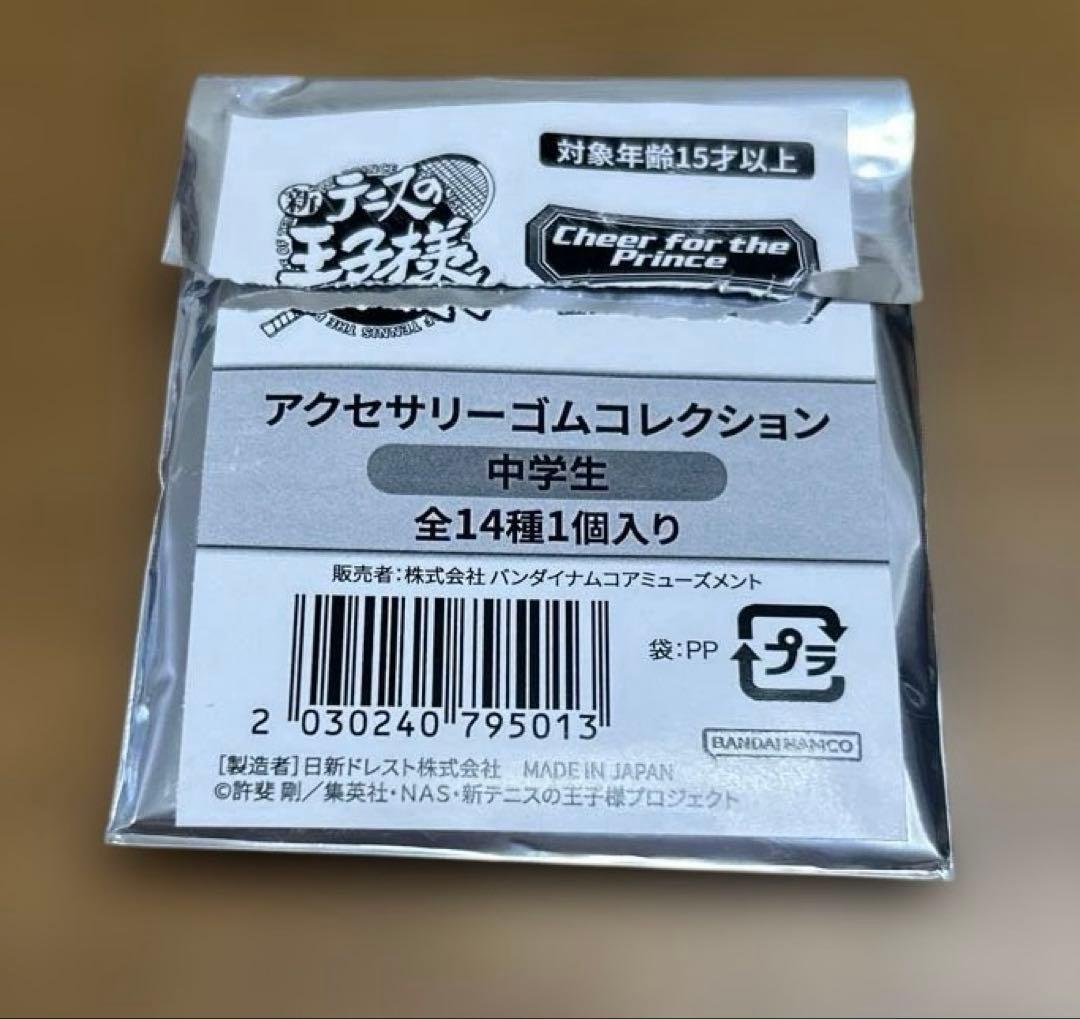 対象年齢15才以上
新テニスの
王子様
Cheer for the
Prince
アクセサリーゴムコレクション
中学生
全14種1個入り
販売者:株式会社 バンダイナムコアミューズメント
袋:PP
プラ
2 030240 795013
BANDAI NAMCO
[製造者]日新ドレスト株式会社 MADE IN JAPAN
©許斐 剛/集英社・NAS・新テニスの王子様プロジェクト